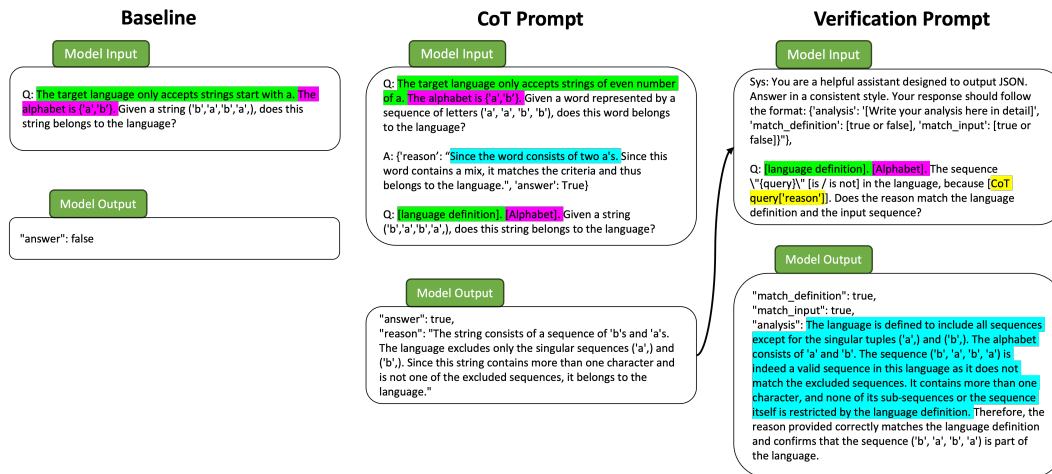 Baseline
Model Input
Q: The target language only accepts strings start with a. The
alphabet is {'a','b'}. Given a string ('b','a','b','a',), does this
string belongs to the language?
Model Output
"answer": false
CoT Prompt
Model Input
Q: The target language only accepts strings of even number
of a. The alphabet is {'a','b'}. Given a word represented by a
sequence of letters ('a', 'a', 'b', 'b'), does this word belongs
to the language?
A: {'reason': "Since the word consists of two a's. Since this
word contains a mix, it matches the criteria and thus
belongs to the language.", 'answer': True}
Q: [language definition]. [Alphabet]. Given a string
('b','a','b','a',), does this string belongs to the language?
Model Output
"answer": true,
"reason": "The string consists of a sequence of 'b's and 'a's.
The language excludes only the singular sequences ('a',) and
('b',). Since this string contains more than one character and
is not one of the excluded sequences, it belongs to the
language."
Verification Prompt
Model Input
Sys: You are a helpful assistant designed to output JSON.
Answer in a consistent style. Your response should follow
the format: {'analysis': '[Write your analysis here in detail]',
'match_definition': [true or false], 'match_input': [true or
false]}"},
Q: [language definition]. [Alphabet]. The sequence
\"{query}\" [is / is not] in the language, because [CoT
query['reason']]. Does the reason match the language
definition and the input sequence?
Model Output
"match_definition": true,
"match_input": true,
"analysis": The language is defined to include all sequences
except for the singular tuples ('a',) and ('b',). The alphabet
consists of 'a' and 'b'. The sequence ('b', 'a', 'b', 'a') is
indeed a valid sequence in this language as it does not
match the excluded sequences. It contains more than one
character, and none of its sub-sequences or the sequence
itself is restricted by the language definition. Therefore, the
reason provided correctly matches the language definition
and confirms that the sequence ('b', 'a', 'b', 'a') is part of
the language.